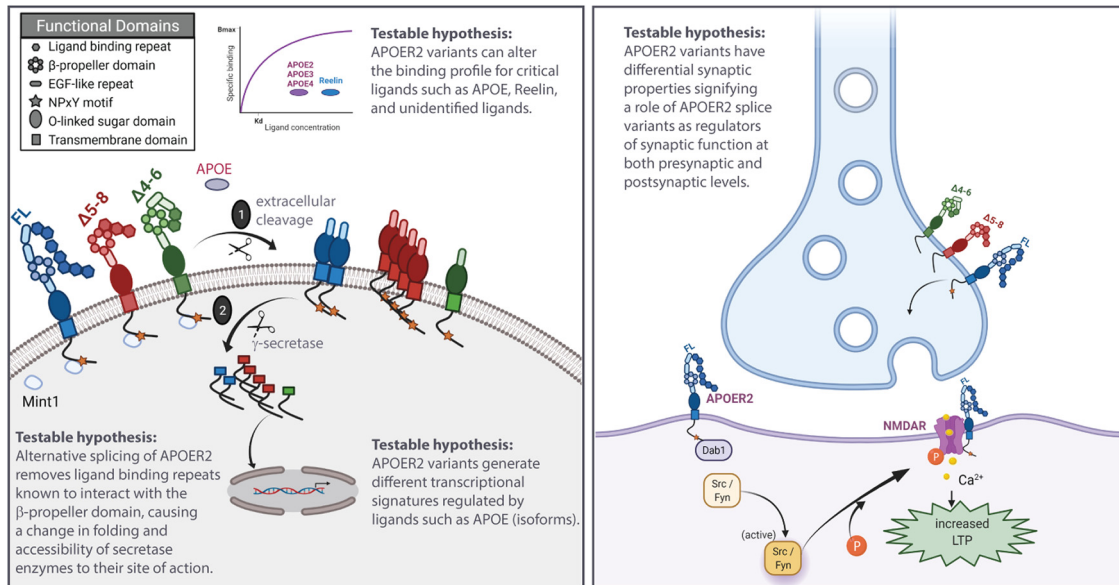 Functional Domains
Ligand binding repeat
β-propeller domain
EGF-like repeat
NPxY motif
O-linked sugar domain
Transmembrane domain
Bmax
Specific binding
APOE2
APOE3
APOE4
Reelin
Kd
Ligand concentration
Testable hypothesis:
APOER2 variants can alter
the binding profile for critical
ligands such as APOE, Reelin,
and unidentified ligands.
APOE
FL
Δ5-8
Δ4-6
1
extracellular
cleavage
2
γ-secretase
Mint1
Testable hypothesis:
Alternative splicing of APOER2
removes ligand binding repeats
known to interact with the
β-propeller domain, causing
a change in folding and
accessibility of secretase
enzymes to their site of action.
Testable hypothesis:
APOER2 variants generate
different transcriptional
signatures regulated by
ligands such as APOE (isoforms).
Testable hypothesis:
APOER2 variants have
differential synaptic
properties signifying
a role of APOER2 splice
variants as regulators
of synaptic function at
both presynaptic and
postsynaptic levels.
Δ4-6
Δ5-8
FL
FL
APOER2
Dab1
FL
NMDAR
P
Ca2+
Src /
Fyn
(active)
Src /
Fyn
P
increased
LTP